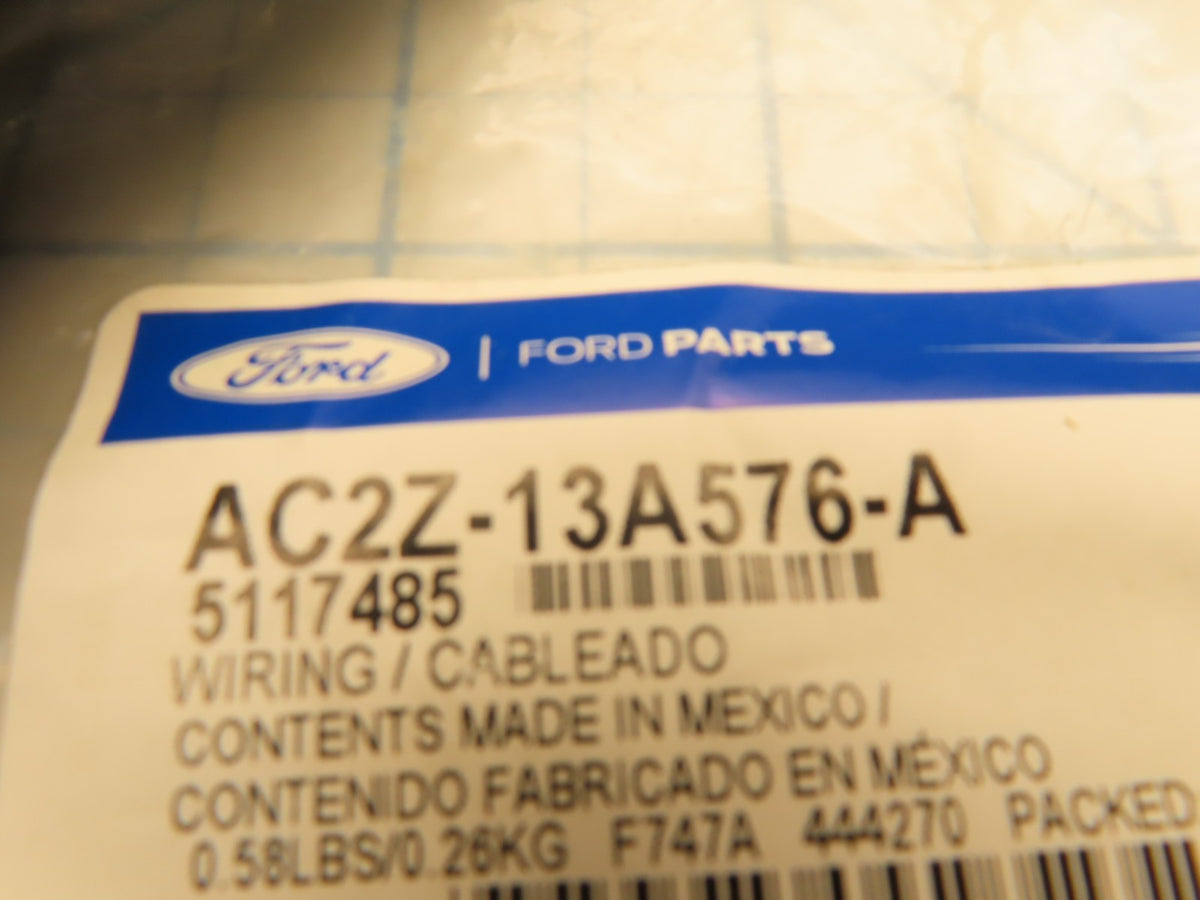 Ford | FORD PARTS
AC2Z-13A576-A
5117485
WIRING / CABLEADO
CONTENTS MADE IN MEXICO /
CONTENIDO FABRICADO EN MÉXICO
0.58LBS/0.26KG F747A 444270 PACKED